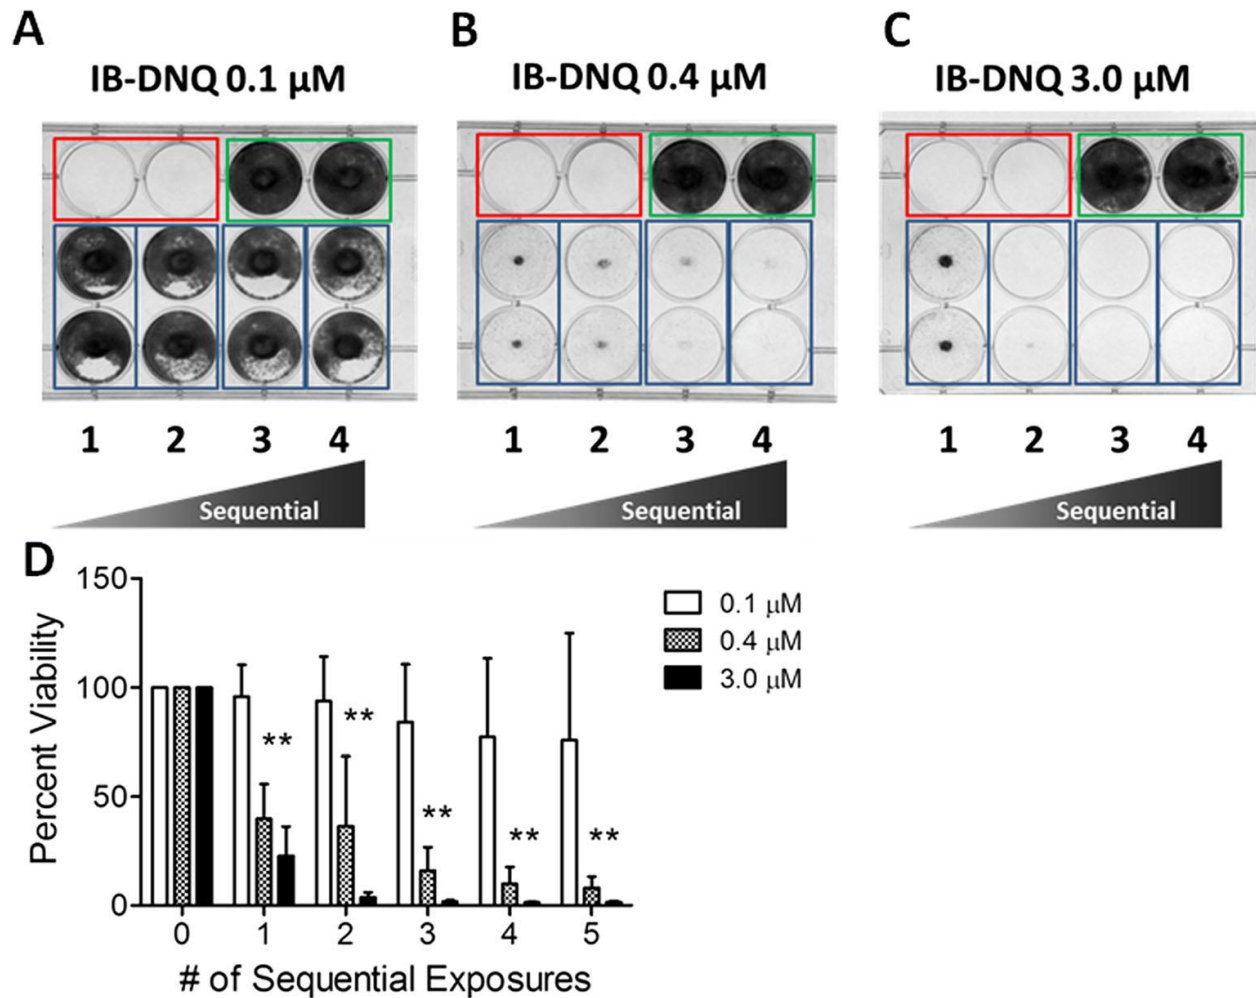 A
B
C
IB-DNQ 0.1 μM
IB-DNQ 0.4 μM
IB-DNQ 3.0 μM
1 2 3 4
1 2 3 4
1 2 3 4
Sequential
Sequential
Sequential
D
Percent Viability
150
100
50
0
** ** ** ** **
0 1 2 3 4 5
# of Sequential Exposures
0.1 μM
0.4 μM
3.0 μM